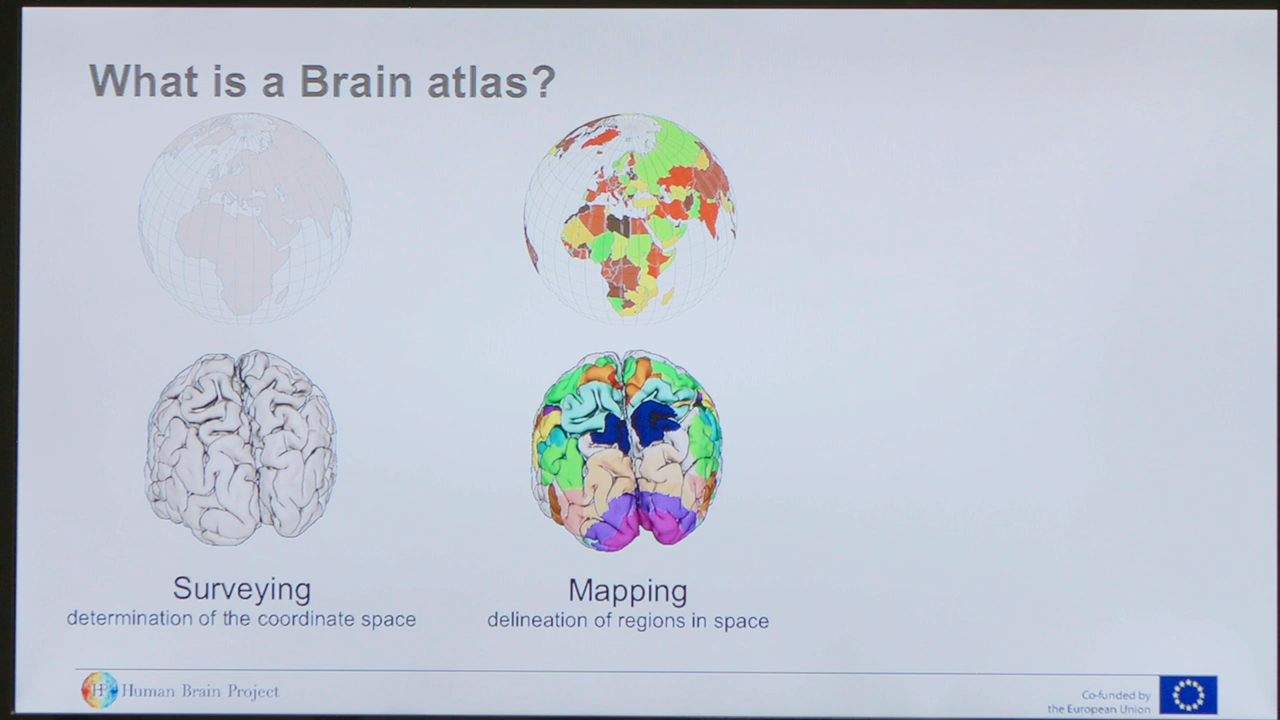 What is a Brain atlas?
Surveying
determination of the coordinate space
Mapping
delineation of regions in space
Human Brain Project
Co-funded by
the European Union